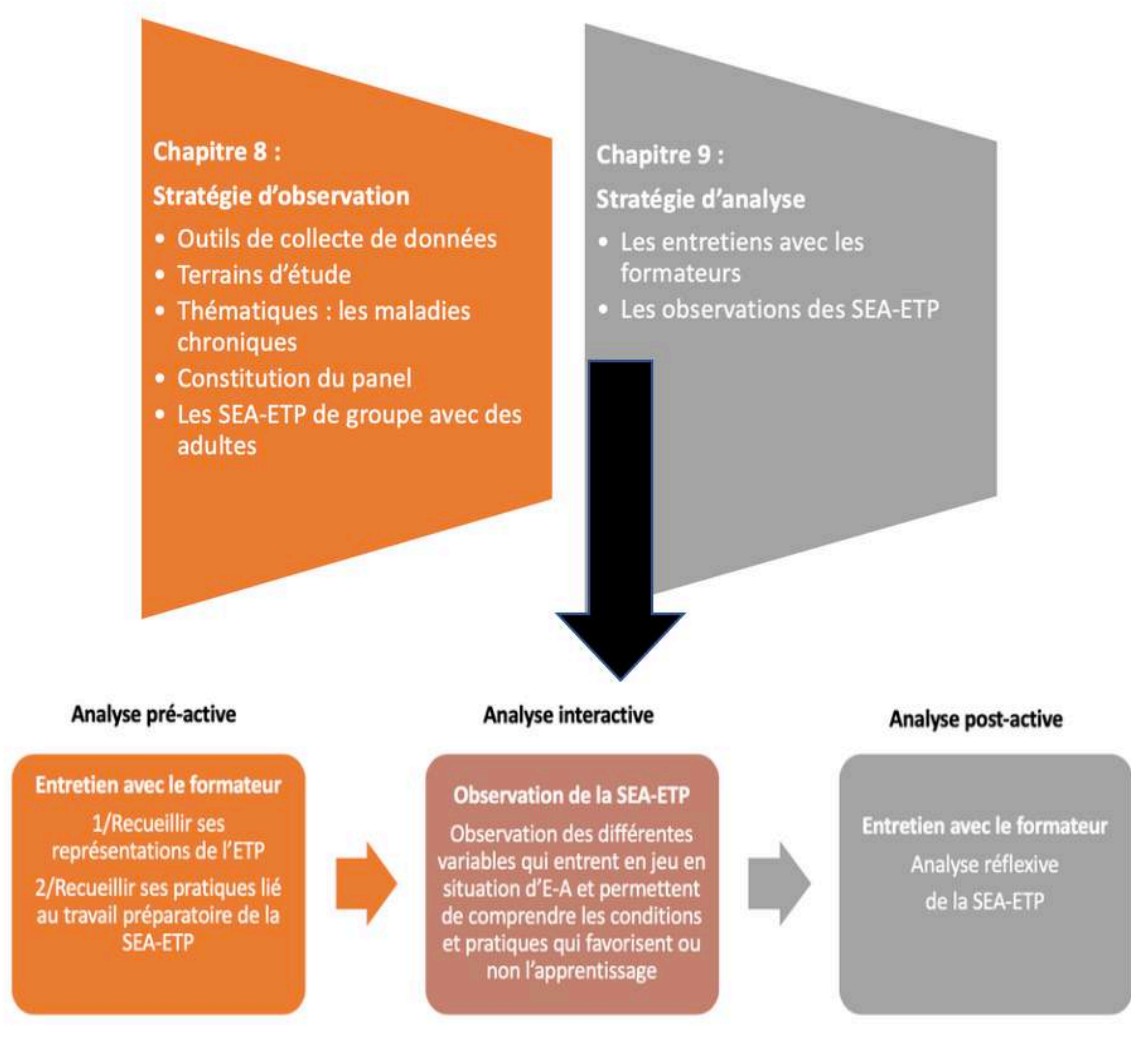 Chapitre 8 :
Stratégie d’observation
• Outils de collecte de données
• Terrains d’étude
• Thématiques : les maladies
chroniques
• Constitution du panel
• Les SEA-ETP de groupe avec des
adultes
Chapitre 9 :
Stratégie d’analyse
• Les entretiens avec les
formateurs
• Les observations des SEA-ETP
Analyse pré-active
Entretien avec le formateur
1/Recueillir ses
représentations de l’ETP
2/Recueillir ses pratiques lié
au travail préparatoire de la
SEA-ETP
Analyse interactive
Observation de la SEA-ETP
Observation des différentes
variables qui entrent en jeu en
situation d’E-A et permettent
de comprendre les conditions
et pratiques qui favorisent ou
non l’apprentissage
Analyse post-active
Entretien avec le formateur
Analyse réflexive
de la SEA-ETP